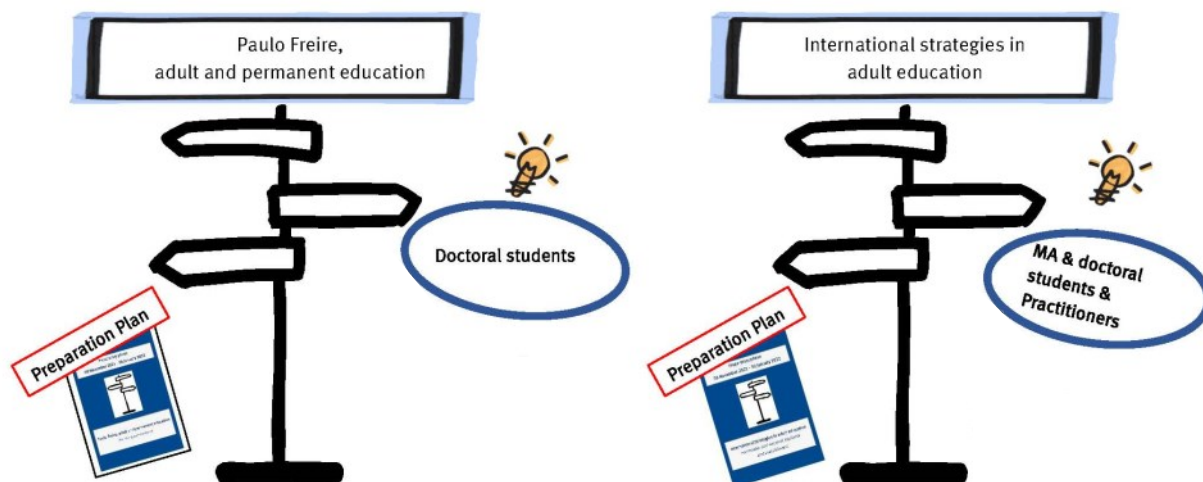 Paulo Freire,
adult and permanent education
Doctoral students
Preparation Plan
International strategies in
adult education
MA & doctoral
students &
Practitioners
Preparation Plan